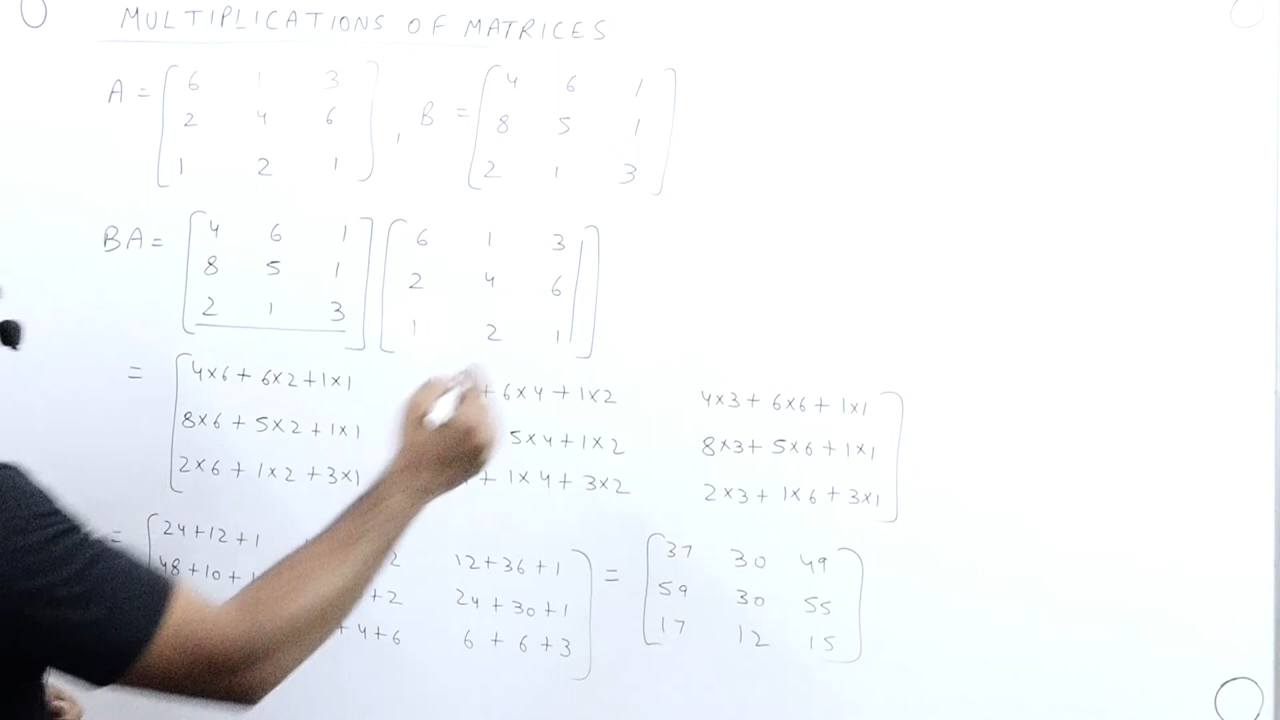 MULTIPLICATIONS OF MATRICES
A = [ 6 1 3 ] , B = [ 4 6 1 ]
[ 2 4 6 ] [ 8 5 1 ]
[ 1 2 1 ] [ 2 1 3 ]
BA = [ 4 6 1 ] [ 6 1 3 ]
[ 8 5 1 ] [ 2 4 6 ]
[ 2 1 3 ] [ 1 2 1 ]
= [ 4×6 + 6×2 + 1×1 + 6×4 + 1×2 4×3 + 6×6 + 1×1 ]
[ 8×6 + 5×2 + 1×1 5×4 + 1×2 8×3 + 5×6 + 1×1 ]
[ 2×6 + 1×2 + 3×1 + 1×4 + 3×2 2×3 + 1×6 + 3×1 ]
= [ 24 + 12 + 1 2 12 + 36 + 1 ] = [ 37 30 49 ]
[ 48 + 10 + 1 + 2 24 + 30 + 1 ] [ 59 30 55 ]
+ 4 + 6 6 + 6 + 3 ] [ 17 12 15 ]